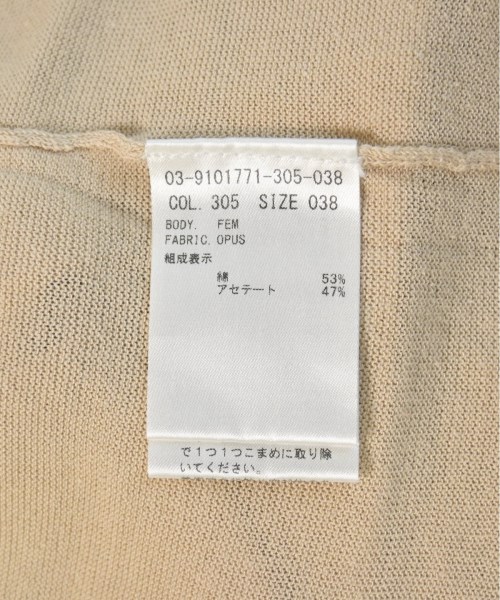 03-9101771-305-038
COL. 305 SIZE 038
BODY. FEM
FABRIC. OPUS
組成表示
綿 53%
アセテート 47%
で1つ1つこまめに取り除
いてください。